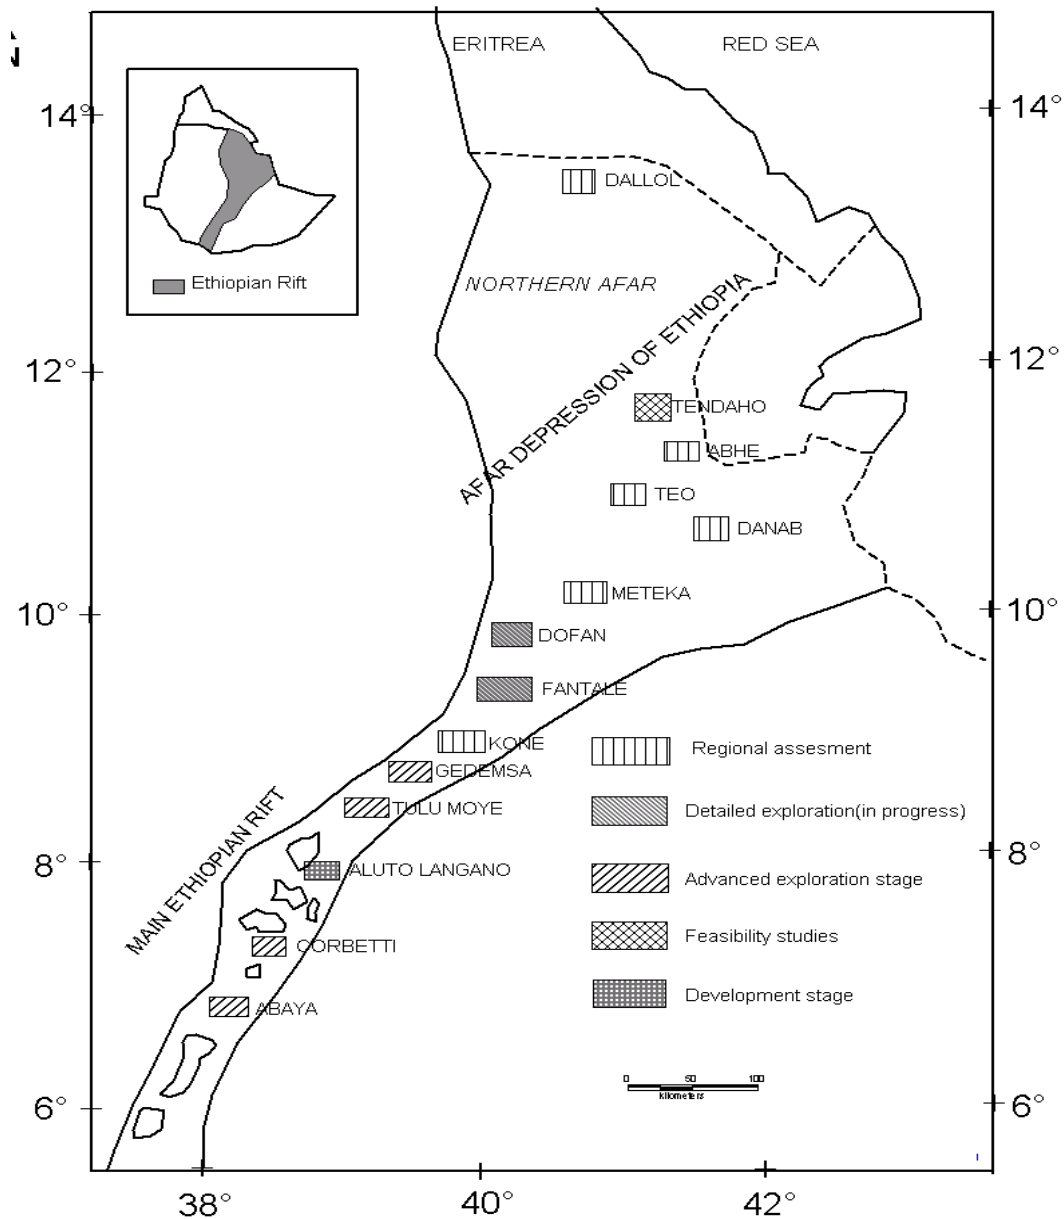 N
ERITREA
RED SEA
14°
14°
DALLOL
Ethiopian Rift
NORTHERN AFAR
AFAR DEPRESSION OF ETHIOPIA
12°
12°
TENDAHO
ABHE
TEO
DANAB
METEKA
10°
10°
DOFAN
FANTALE
KONE
GEDEMSA
TULU MOYE
MAIN ETHIOPIAN RIFT
8°
8°
ALUTO LANGANO
CORBETTI
ABAYA
Regional assesment
Detailed exploration(in progress)
Advanced exploration stage
Feasibility studies
Development stage
0 50 100
kilometers
6°
6°
38°
40°
42°